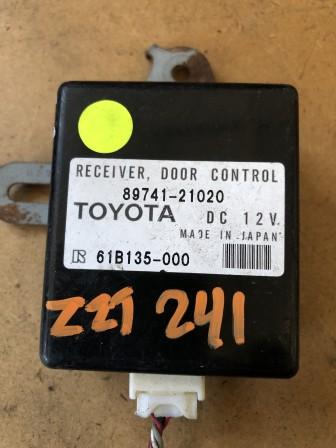 RECEIVER, DOOR CONTROL
89741-21020
TOYOTA DC 12V.
MADE IN JAPAN
R 61B135-000
ZZT 241